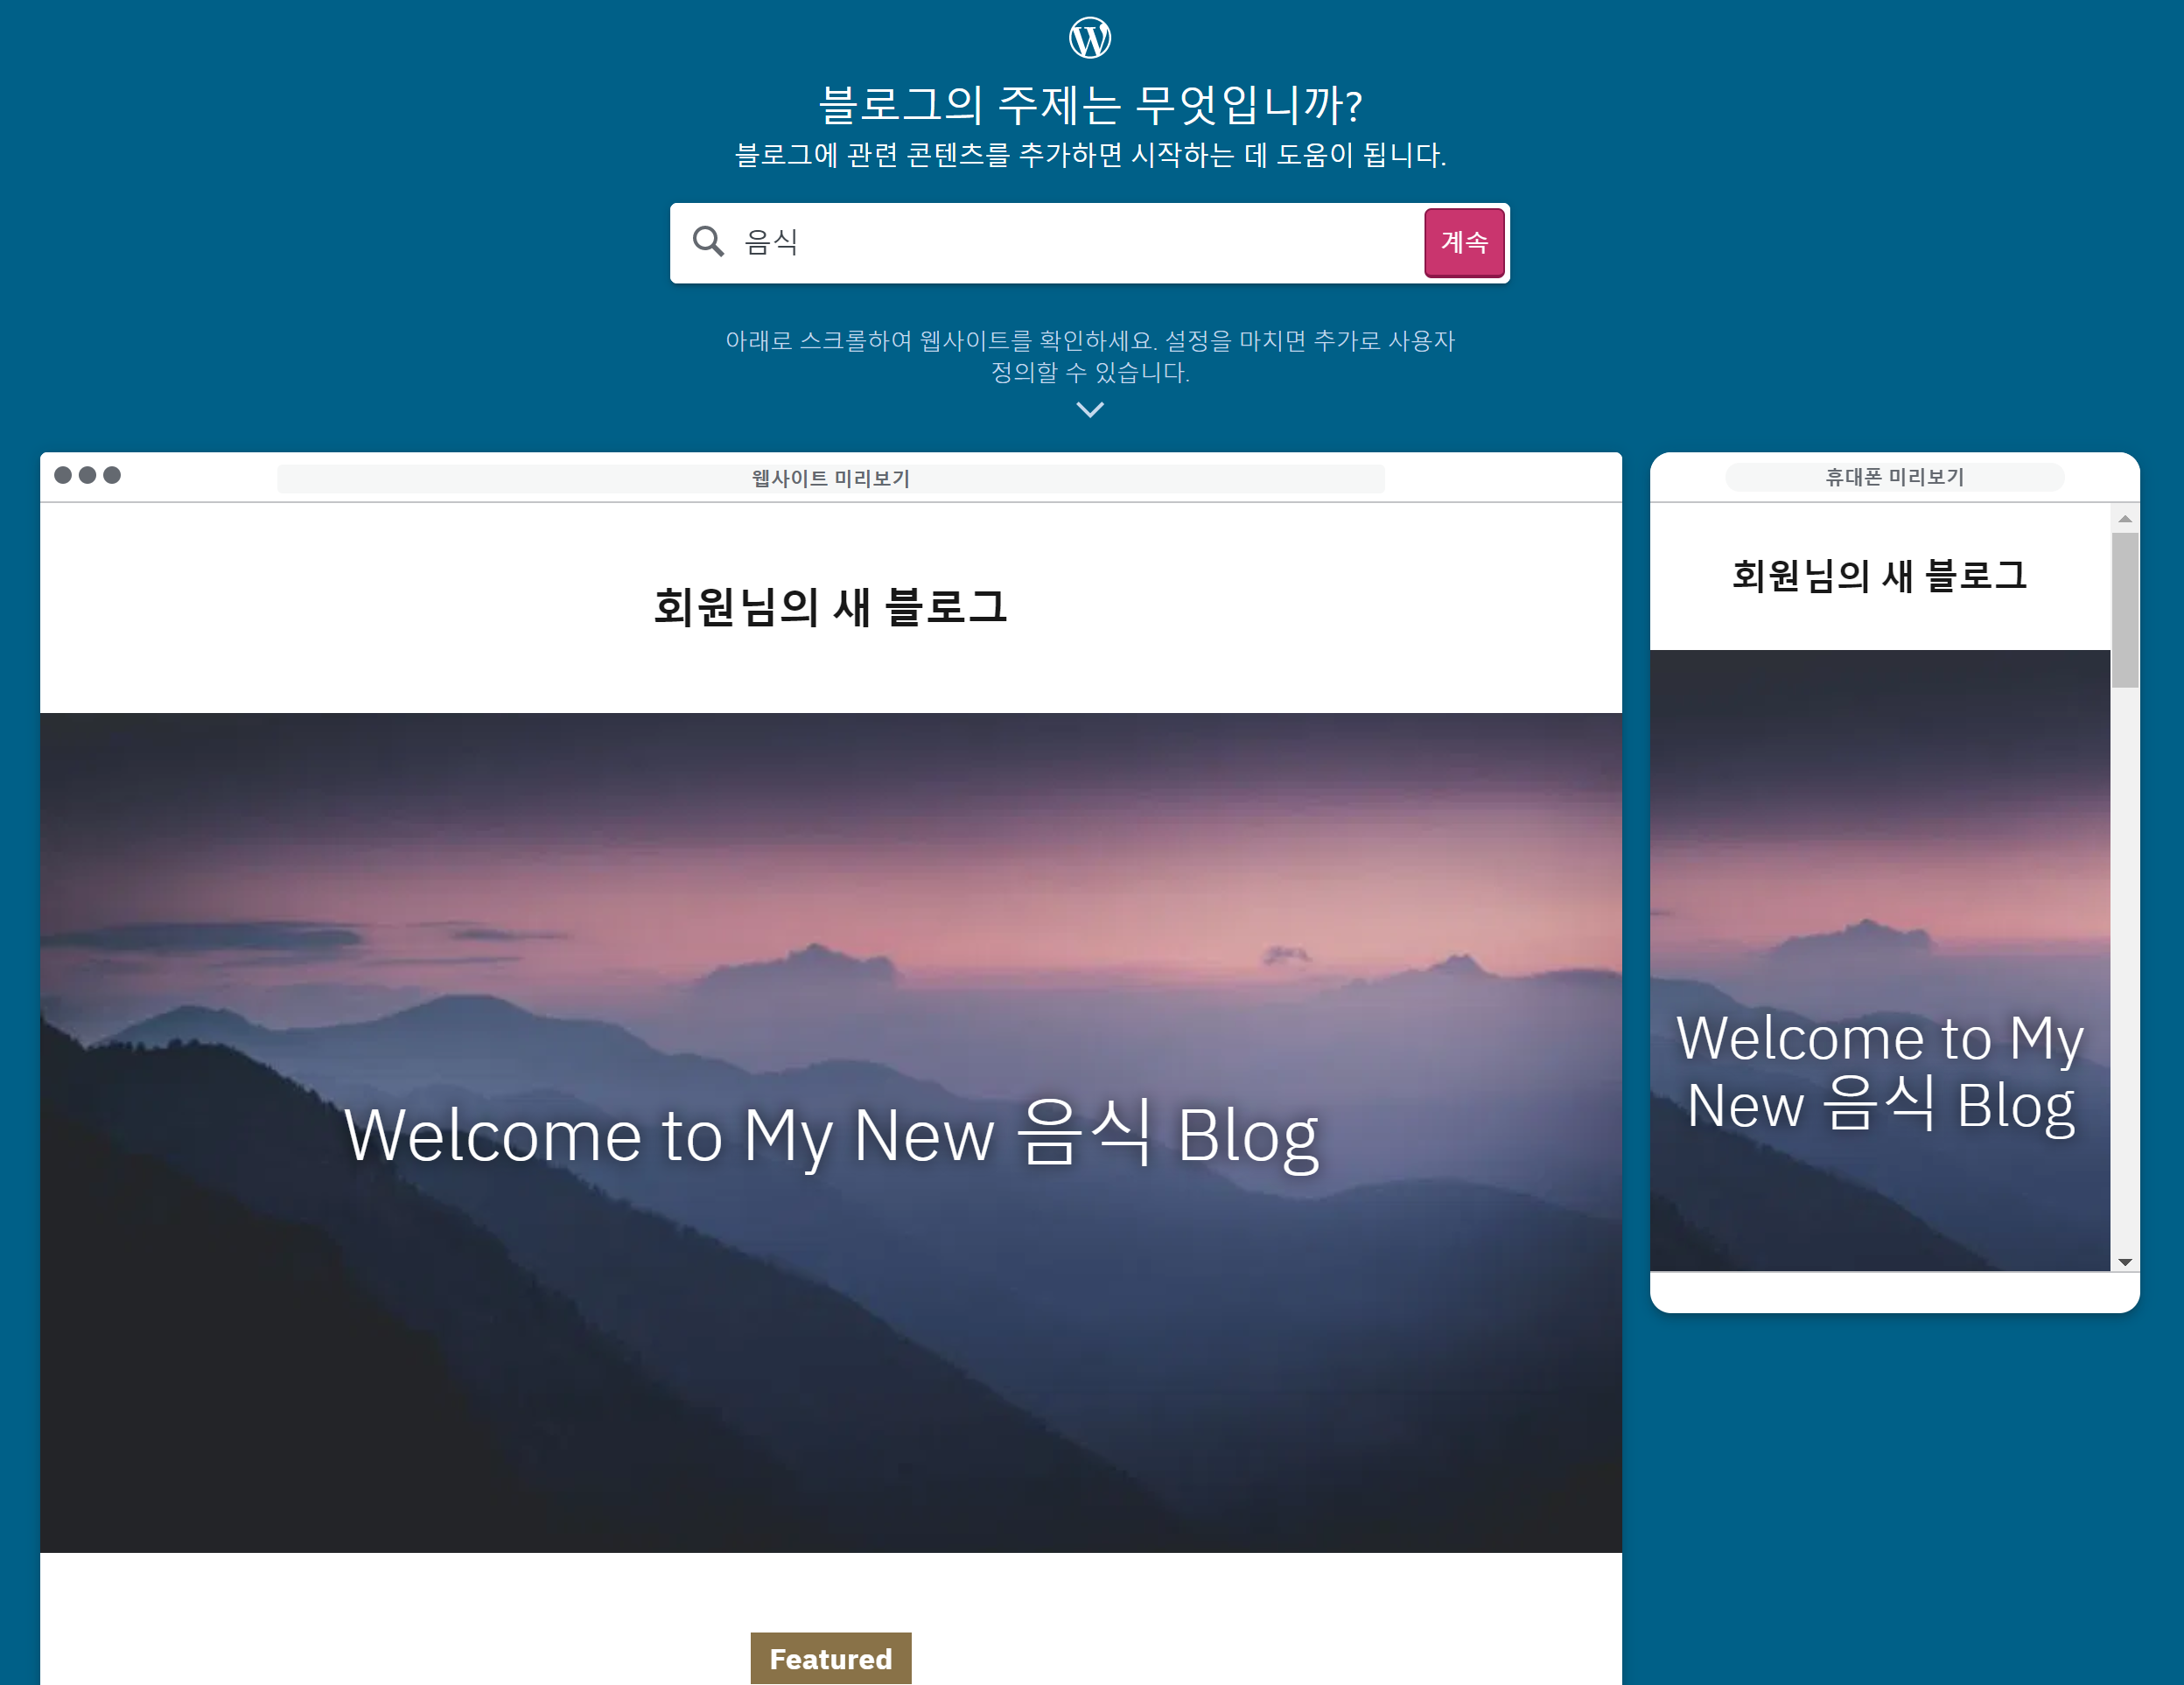 블로그의 주제는 무엇입니까?
블로그에 관련 콘텐츠를 추가하면 시작하는 데 도움이 됩니다.
음식
계속
아래로 스크롤하여 웹사이트를 확인하세요. 설정을 마치면 추가로 사용자
정의할 수 있습니다.
웹사이트 미리보기
회원님의 새 블로그
Welcome to My New 음식 Blog
Featured
휴대폰 미리보기
회원님의 새 블로그
Welcome to My
New 음식 Blog